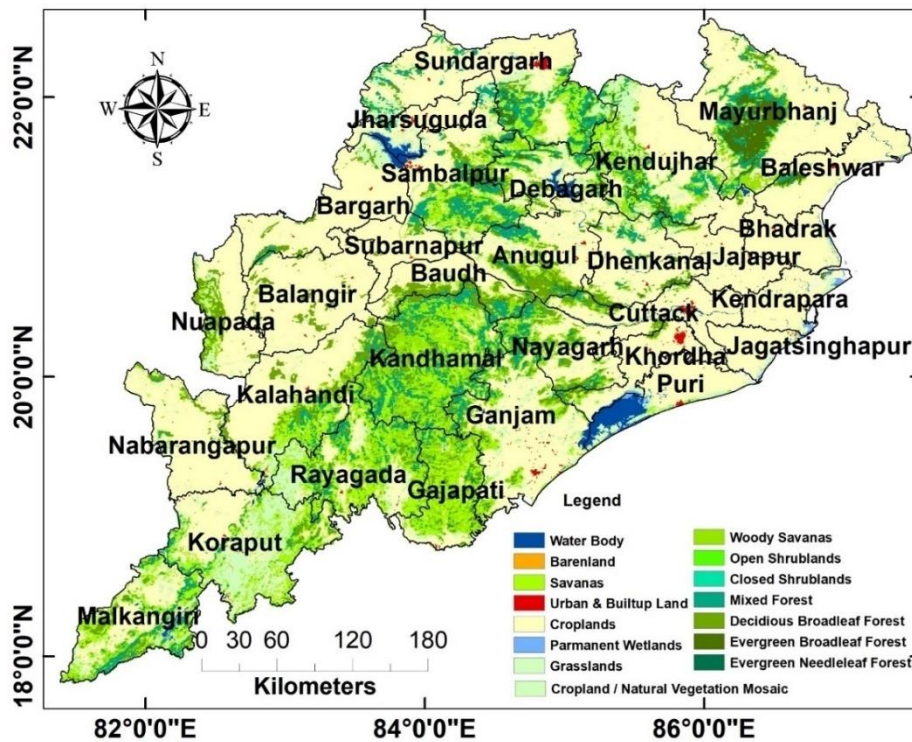 22°0'0"N
20°0'0"N
18°0'0"N
N
W E
S
Sundargarh
Mayurbhanj
Jharsuguda
Kendujhar
Baleshwar
Sambalpur
Debagarh
Bargarh
Bhadrak
Subarnapur
Anugul
Dhenkanal
Jajapur
Baudh
Balangir
Kendrapara
Cuttack
Nuapada
Kandhamal
Nayagarh
Khordha
Jagatsinghapur
Puri
Kalahandi
Ganjam
Nabarangapur
Rayagada
Gajapati
Koraput
Malkangiri
Legend
Water Body
Barenland
Savanas
Urban & Builtup Land
Croplands
Parmanent Wetlands
Grasslands
Cropland / Natural Vegetation Mosaic
Woody Savanas
Open Shrublands
Closed Shrublands
Mixed Forest
Decidious Broadleaf Forest
Evergreen Broadleaf Forest
Evergreen Needleleaf Forest
0 30 60 120 180
Kilometers
82°0'0"E 84°0'0"E 86°0'0"E